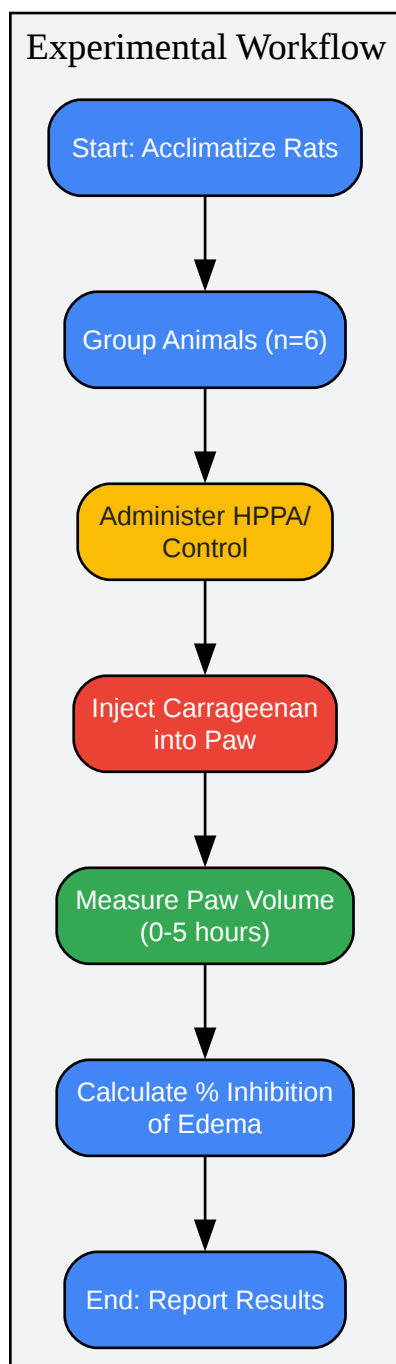 Experimental Workflow
Start: Acclimatize Rats
Group Animals (n=6)
Administer HPPA/
Control
Inject Carrageenan
into Paw
Measure Paw Volume
(0-5 hours)
Calculate % Inhibition
of Edema
End: Report Results